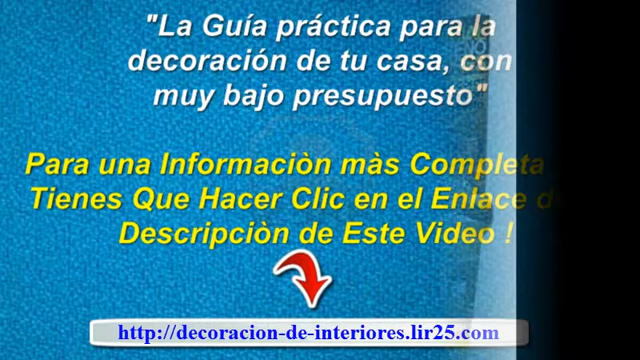 "La Guía práctica para la
decoración de tu casa, con
muy bajo presupuesto"
Para una Informaciòn màs Completa
Tienes Que Hacer Clic en el Enlace de
Descripciòn de Este Video !
http://decoracion-de-interiores.lir25.com